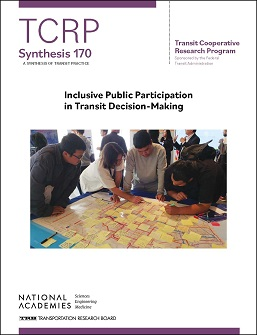 TCRP
Synthesis 170
A SYNTHESIS OF TRANSIT PRACTICE
Transit Cooperative
Research Program
Sponsored by the Federal
Transit Administration
Inclusive Public Participation
in Transit Decision-Making
NATIONAL
ACADEMIES
Sciences
Engineering
Medicine
TRB TRANSPORTATION RESEARCH BOARD